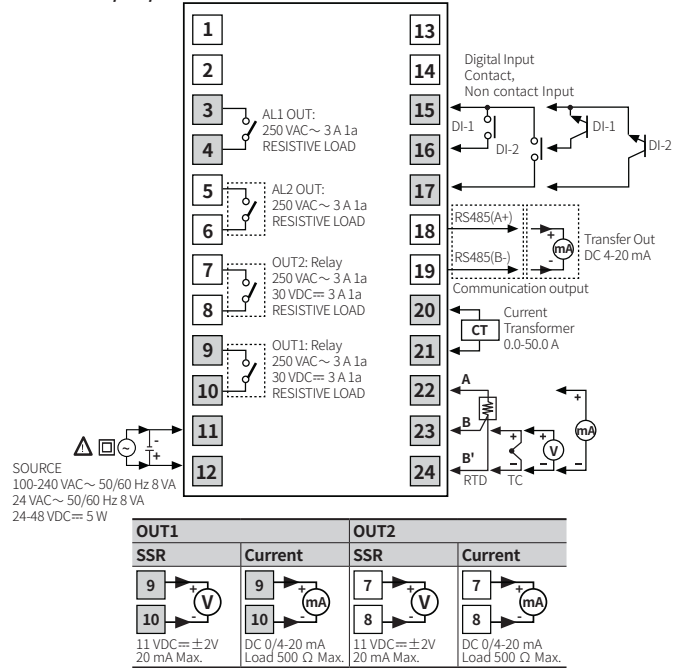 1
2
3
4
AL1 OUT:
250 VAC～ 3 A 1a
RESISTIVE LOAD
5
6
AL2 OUT:
250 VAC～ 3 A 1a
RESISTIVE LOAD
7
8
OUT2: Relay
250 VAC～ 3 A 1a
30 VDC⎓ 3 A 1a
RESISTIVE LOAD
9
10
OUT1: Relay
250 VAC～ 3 A 1a
30 VDC⎓ 3 A 1a
RESISTIVE LOAD
11
12
-
+
SOURCE
100-240 VAC～ 50/60 Hz 8 VA
24 VAC～ 50/60 Hz 8 VA
24-48 VDC⎓ 5 W
13
14
Digital Input
Contact,
Non contact Input
15
16
17
DI-1
DI-2
DI-1
DI-2
18
19
RS485(A+)
RS485(B-)
+
mA
-
Transfer Out
DC 4-20 mA
Communication output
20
21
CT
Current
Transformer
0.0-50.0 A
22
23
24
A
B
B'
RTD
+
−
TC
+
V
−
+
mA
−
OUT1
OUT2
SSR
Current
SSR
Current
9
10
+
V
-
11 VDC⎓±2V
20 mA Max.
9
10
+
mA
-
DC 0/4-20 mA
Load 500 Ω Max.
7
8
+
V
-
11 VDC⎓±2V
20 mA Max.
7
8
+
mA
-
DC 0/4-20 mA
Load 500 Ω Max.